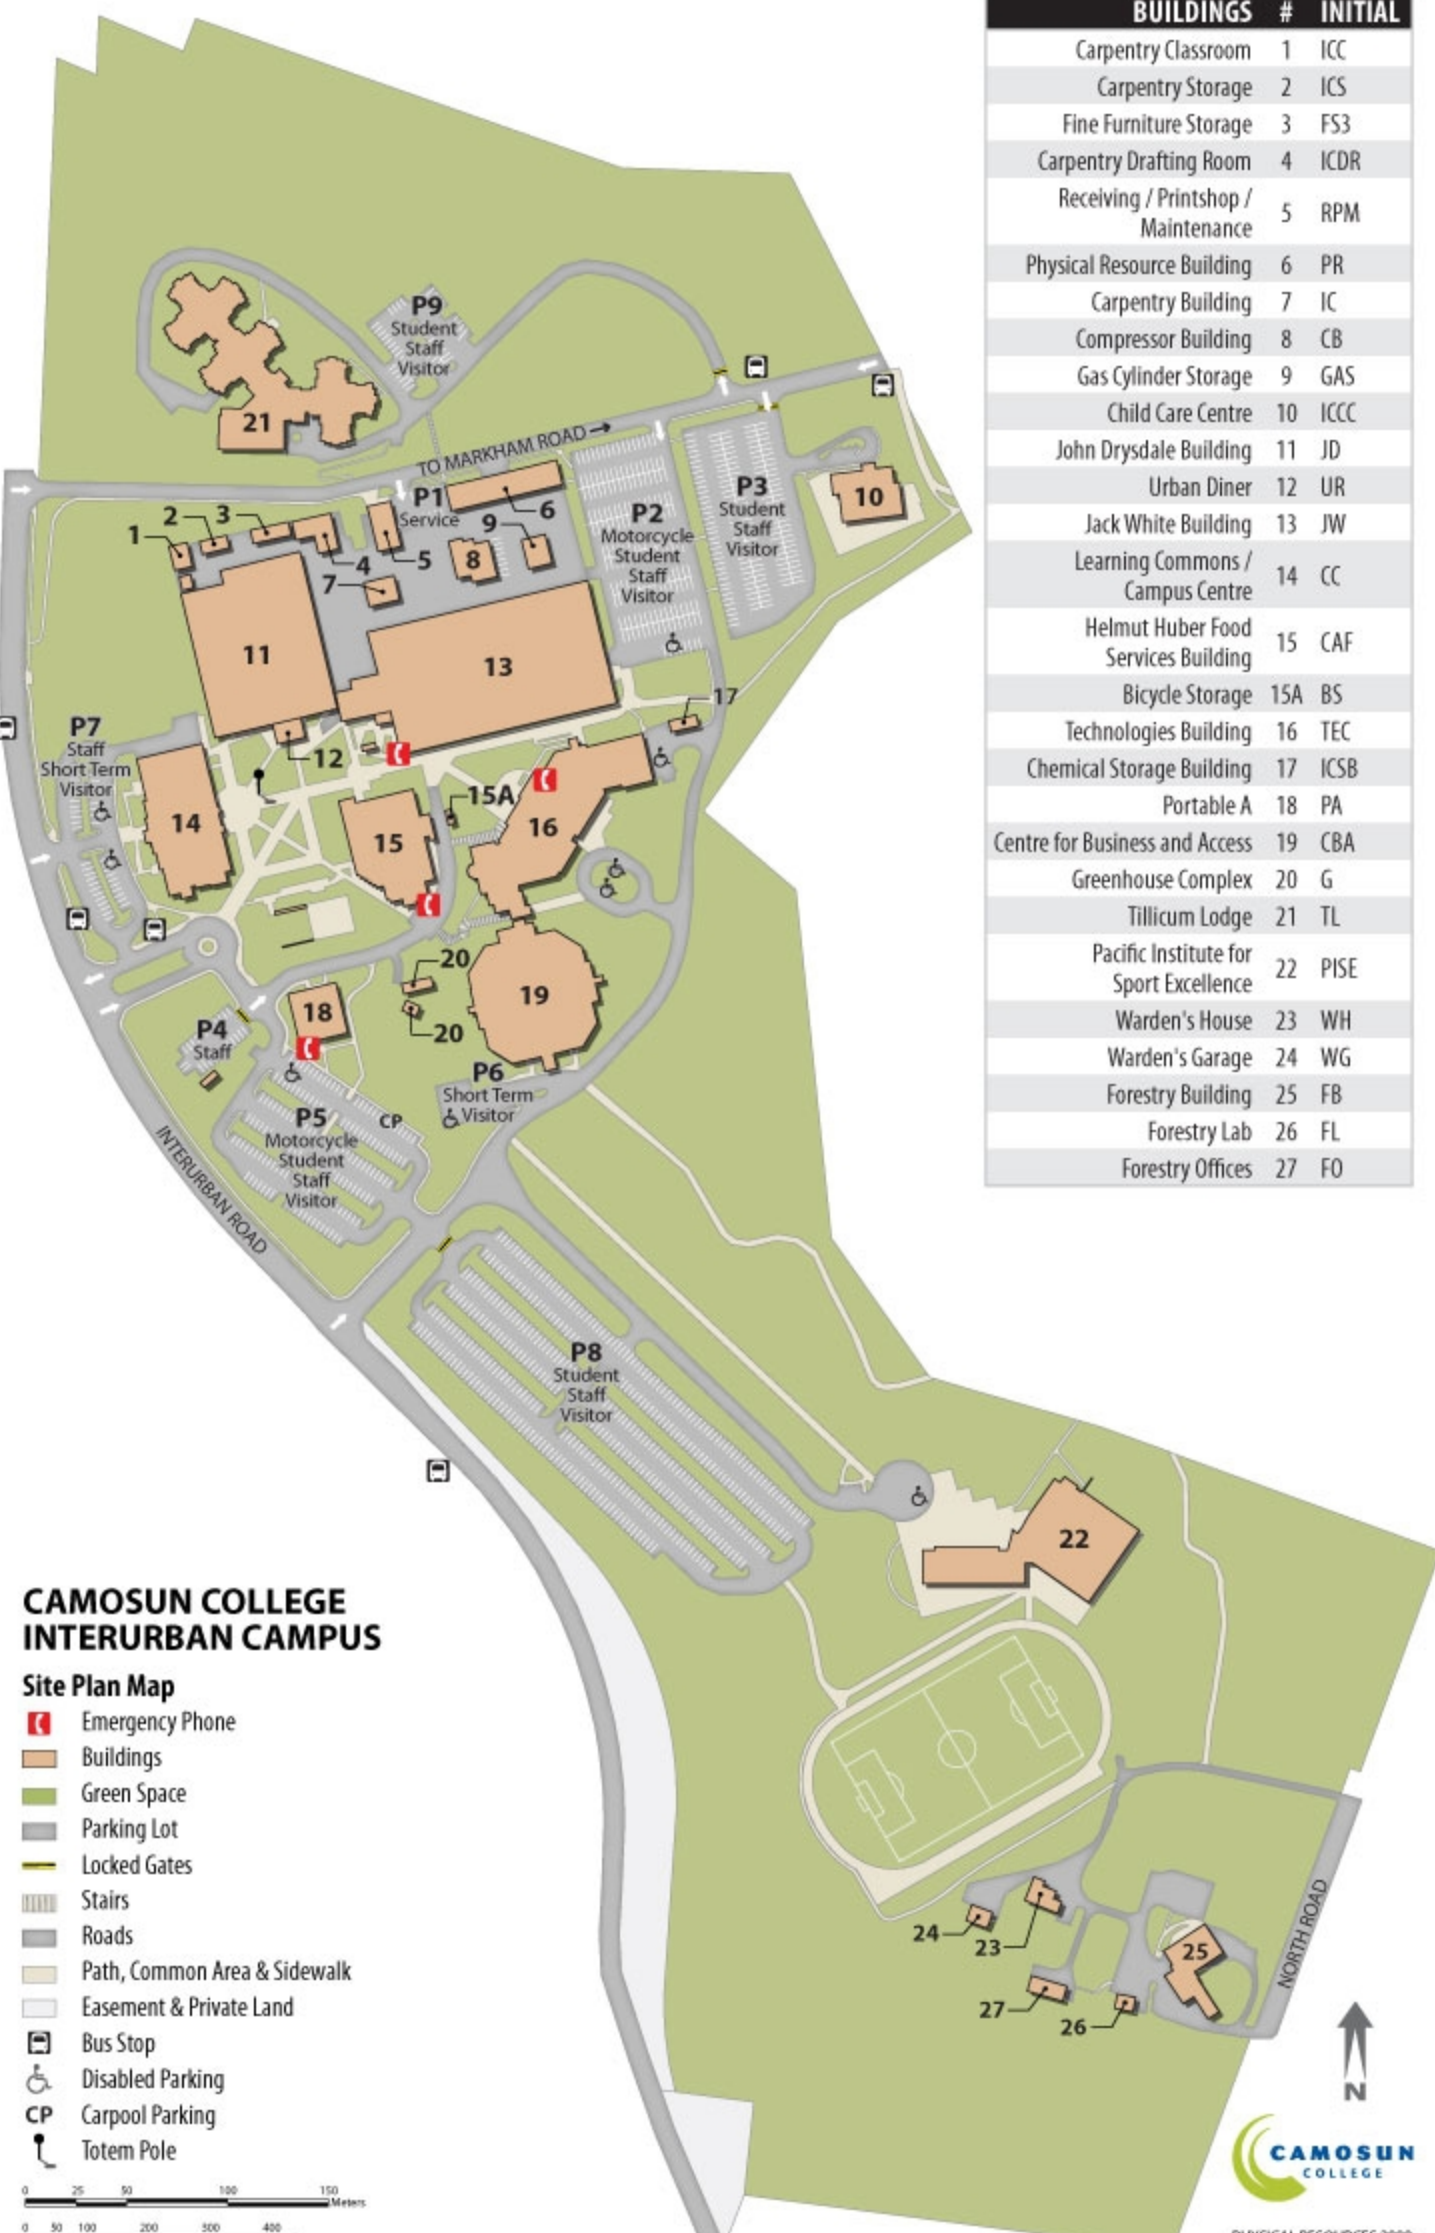 BUILDINGS # INITIAL
Carpentry Classroom 1 ICC
Carpentry Storage 2 ICS
Fine Furniture Storage 3 FS3
Carpentry Drafting Room 4 ICDR
Receiving / Printshop /
Maintenance 5 RPM
Physical Resource Building 6 PR
Carpentry Building 7 IC
Compressor Building 8 CB
Gas Cylinder Storage 9 GAS
Child Care Centre 10 ICCC
John Drysdale Building 11 JD
Urban Diner 12 UR
Jack White Building 13 JW
Learning Commons /
Campus Centre 14 CC
Helmut Huber Food
Services Building 15 CAF
Bicycle Storage 15A BS
Technologies Building 16 TEC
Chemical Storage Building 17 ICSB
Portable A 18 PA
Centre for Business and Access 19 CBA
Greenhouse Complex 20 G
Tillicum Lodge 21 TL
Pacific Institute for
Sport Excellence 22 PISE
Warden's House 23 WH
Warden's Garage 24 WG
Forestry Building 25 FB
Forestry Lab 26 FL
Forestry Offices 27 FO
P9
Student
Staff
Visitor
21
TO MARKHAM ROAD →
P1
Service
P2
Motorcycle
Student
Staff
Visitor
P3
Student
Staff
Visitor
10
1
2
3
4
5
6
7
8
9
11
13
17
12
P7
Staff
Short Term
Visitor
14
15A
15
16
20
20
19
18
P4
Staff
P6
Short Term
Visitor
CP
P5
Motorcycle
Student
Staff
Visitor
INTERURBAN ROAD
P8
Student
Staff
Visitor
22
24
23
25
27
26
NORTH ROAD
N
CAMOSUN COLLEGE
INTERURBAN CAMPUS
Site Plan Map
Emergency Phone
Buildings
Green Space
Parking Lot
Locked Gates
Stairs
Roads
Path, Common Area & Sidewalk
Easement & Private Land
Bus Stop
Disabled Parking
CP Carpool Parking
Totem Pole
0 25 50 100 150
Meters
0 50 100 200 300 400
CAMOSUN
COLLEGE